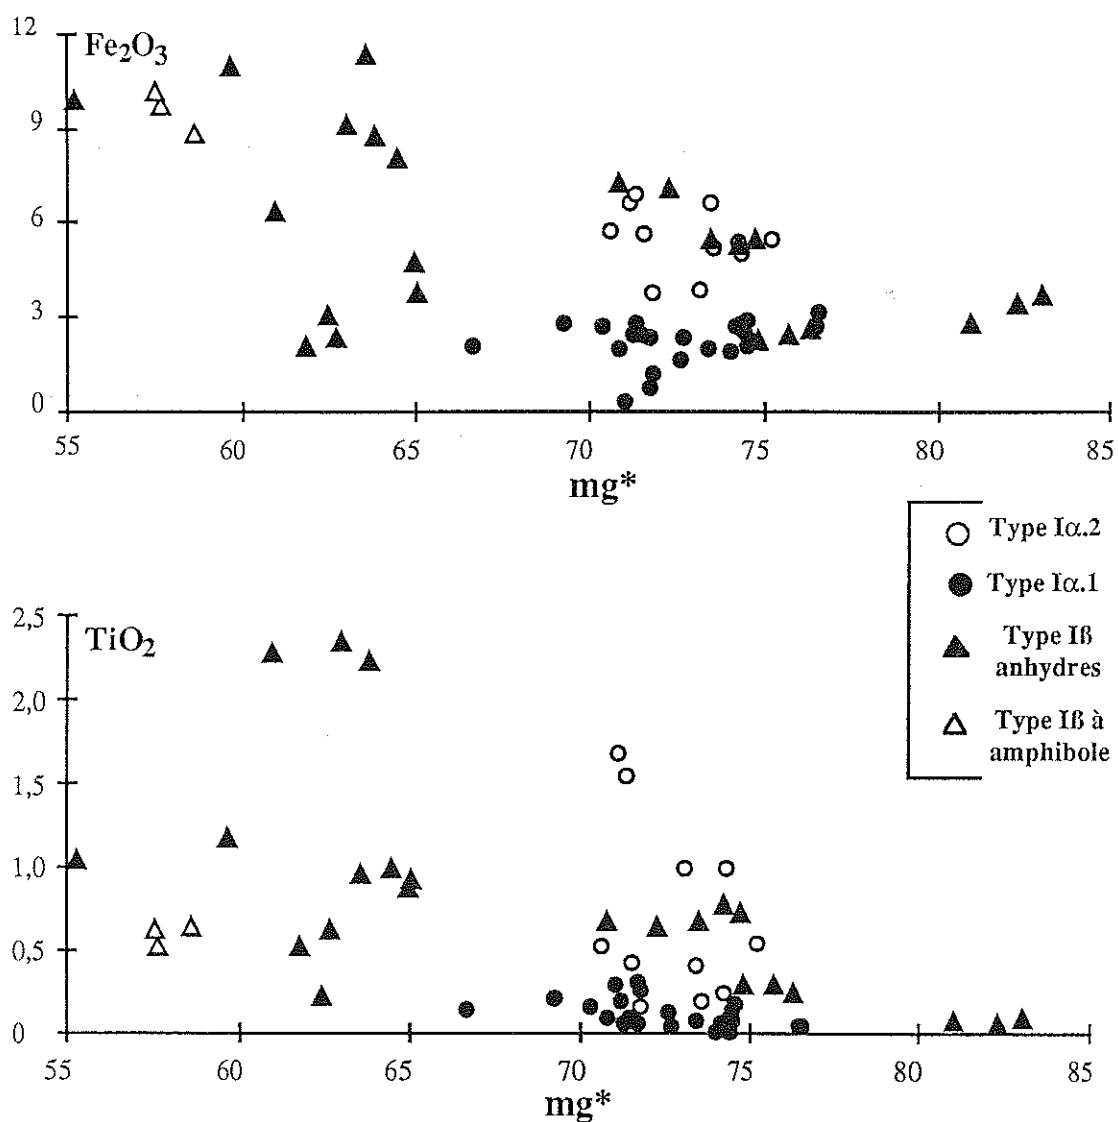 12
Fe₂O₃
9
6
3
0
55 60 65 70 75 80 85
mg*
Type Iα.2
Type Iα.1
Type Iß
anhydres
Type Iß à
amphibole
2,5
TiO₂
2,0
1,5
1,0
0,5
0
55 60 65 70 75 80 85
mg*